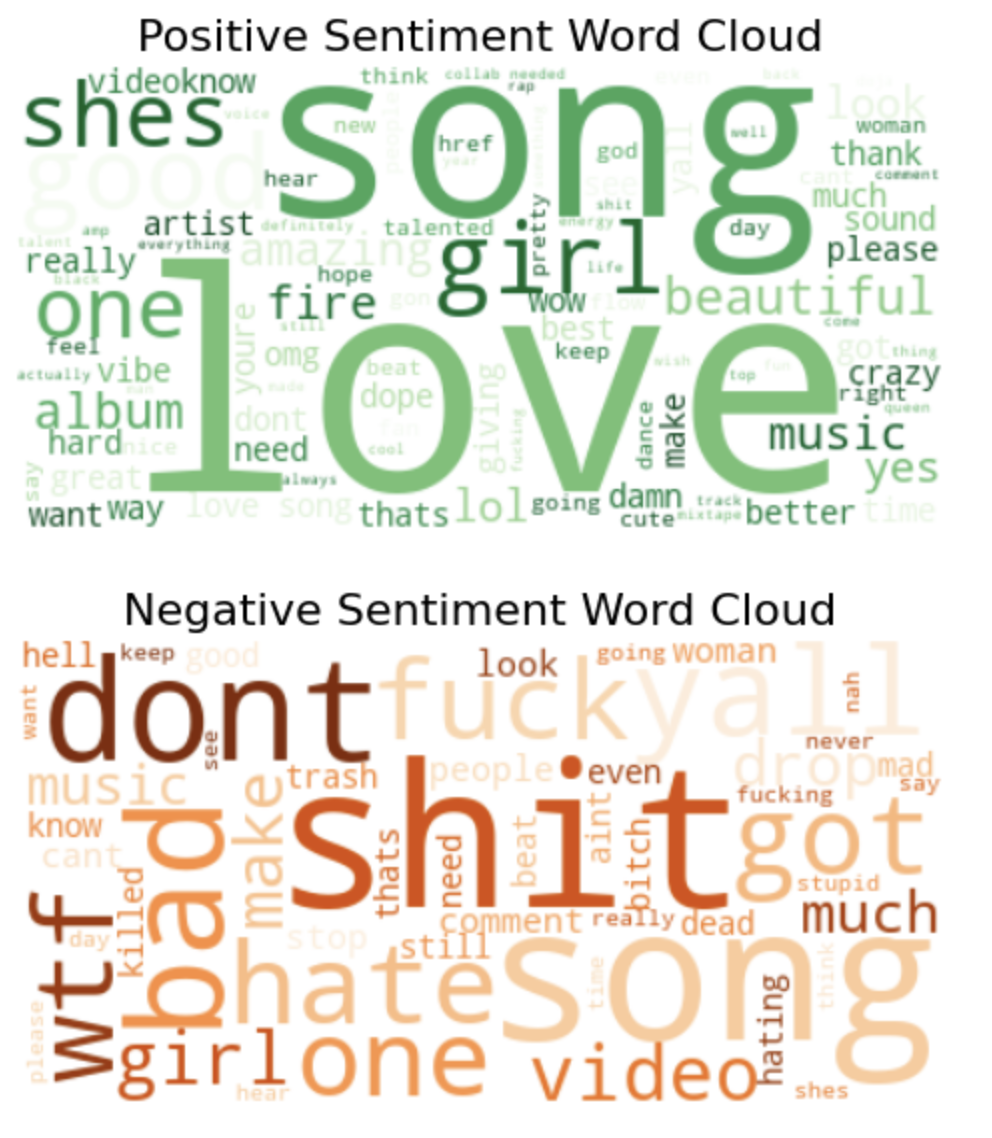 Positive Sentiment Word Cloud
videoknow think collab needed even back
shes song rap look
voice new people href year something god yall well woman
good hear see shit thank
cant comment
artist definitely talented pretty energy day much
amp everything amazing girl sound
talent really hope life please
black fire gon wow flow beautiful
one still best come
feel youre omg love keep wish got thing
actually vibe made beat top fun crazy
man dope right
album dont fan giving dance make queen
hard nice need cool fucking music
say great always yes
want way love song thats lol going damn track better time
cute mixtape
Negative Sentiment Word Cloud
hell keep good look going woman
want dont fuck yall nah
see never
music trash people even drop mad
make shit fucking say
know bad thats need beat aint bitch got
cant killed stupid
wtf comment really dead much
day stop still
hate song time think
please hating
girl one video
hear shes